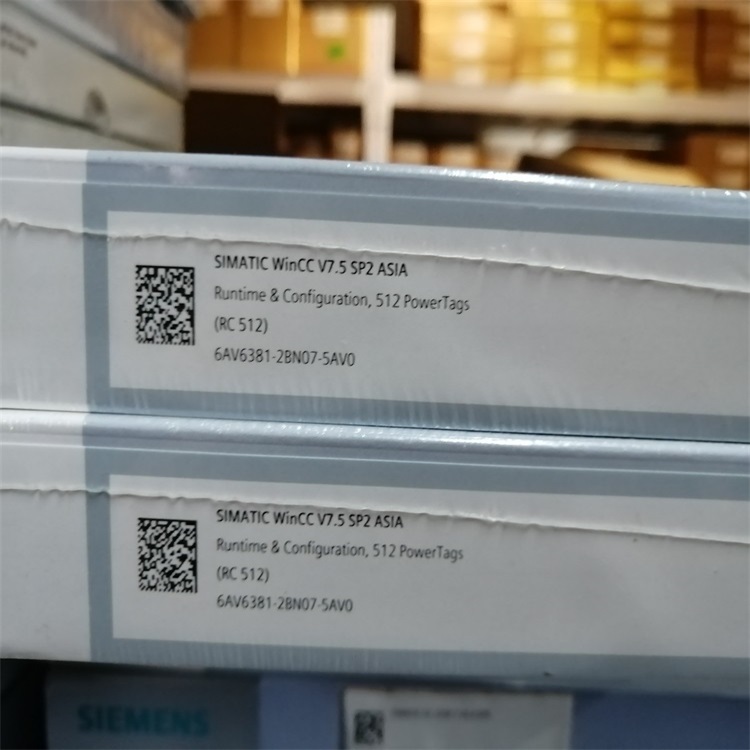 SIMATIC WinCC V7.5 SP2 ASIA
Runtime & Configuration, 512 PowerTags
(RC 512)
6AV6381-2BN07-5AV0
SIMATIC WinCC V7.5 SP2 ASIA
Runtime & Configuration, 512 PowerTags
(RC 512)
6AV6381-2BN07-5AV0
SIEMENS